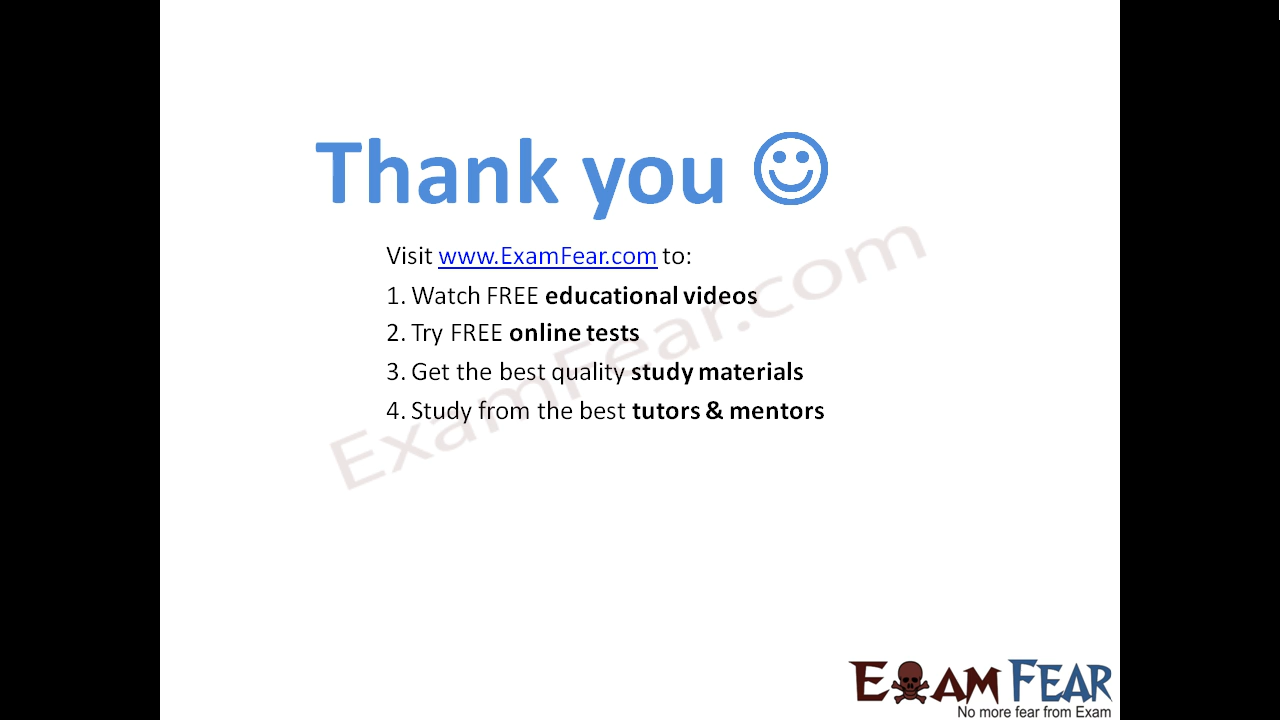 Thank you ☺
Visit www.ExamFear.com to:
1. Watch FREE educational videos
2. Try FREE online tests
3. Get the best quality study materials
4. Study from the best tutors & mentors
ExamFear.com
EXAM FEAR
No more fear from Exam